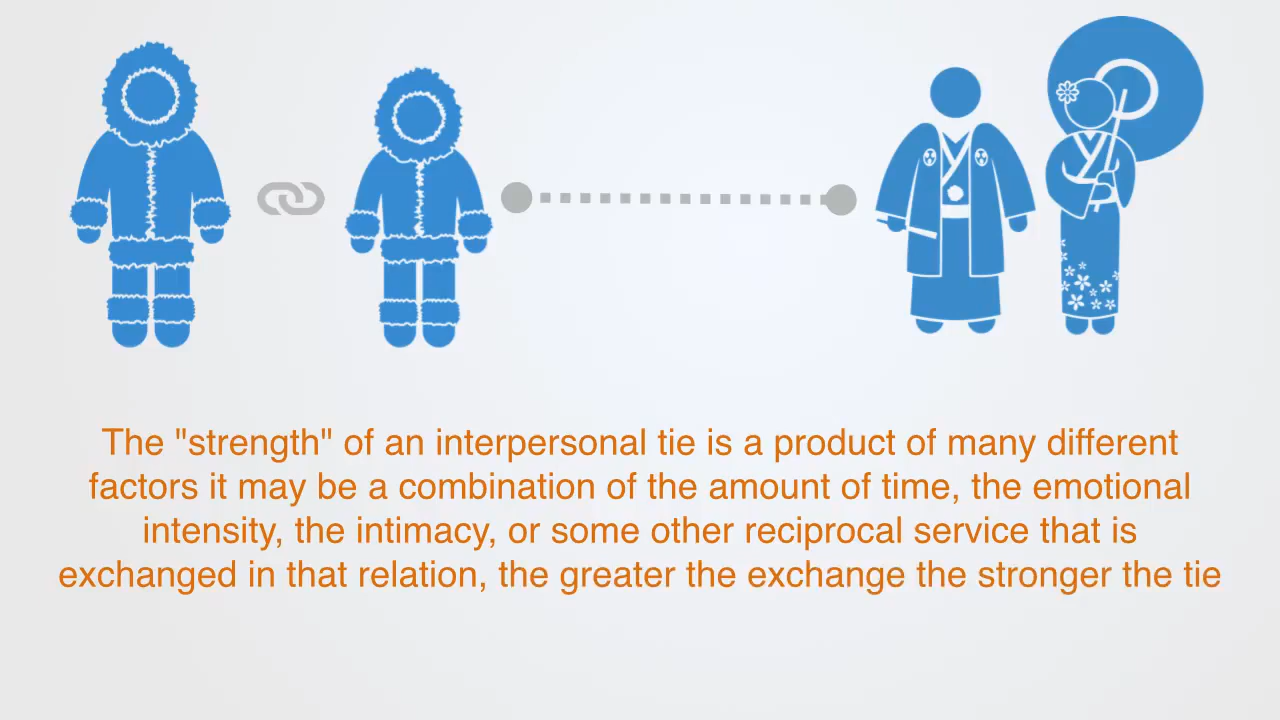 The "strength" of an interpersonal tie is a product of many different
factors it may be a combination of the amount of time, the emotional
intensity, the intimacy, or some other reciprocal service that is
exchanged in that relation, the greater the exchange the stronger the tie